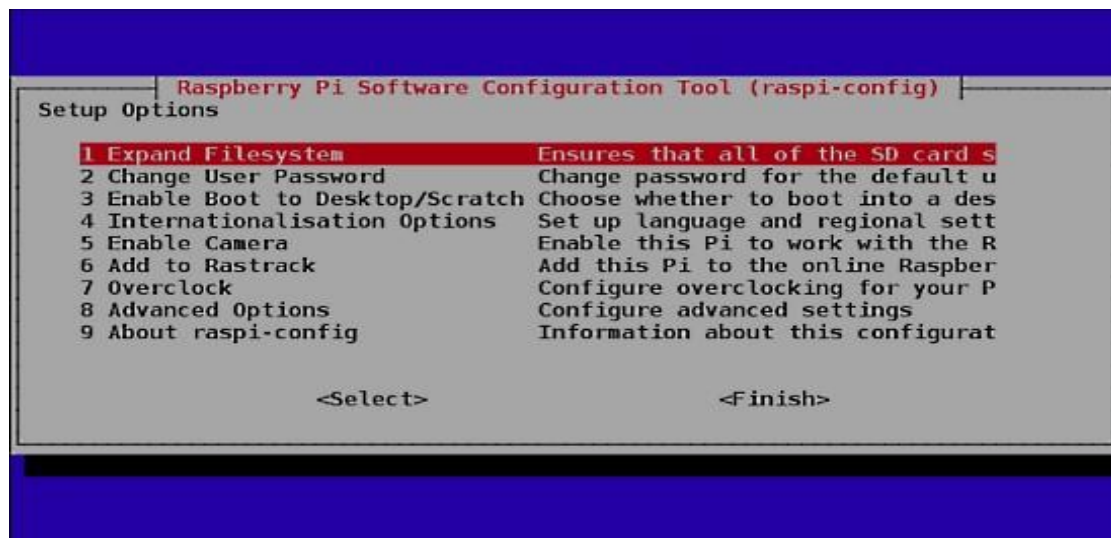 Raspberry Pi Software Configuration Tool (raspi-config)
Setup Options
1 Expand Filesystem Ensures that all of the SD card s
2 Change User Password Change password for the default u
3 Enable Boot to Desktop/Scratch Choose whether to boot into a des
4 Internationalisation Options Set up language and regional sett
5 Enable Camera Enable this Pi to work with the R
6 Add to Rastrack Add this Pi to the online Raspber
7 Overclock Configure overclocking for your P
8 Advanced Options Configure advanced settings
9 About raspi-config Information about this configurat
<Select> <Finish>